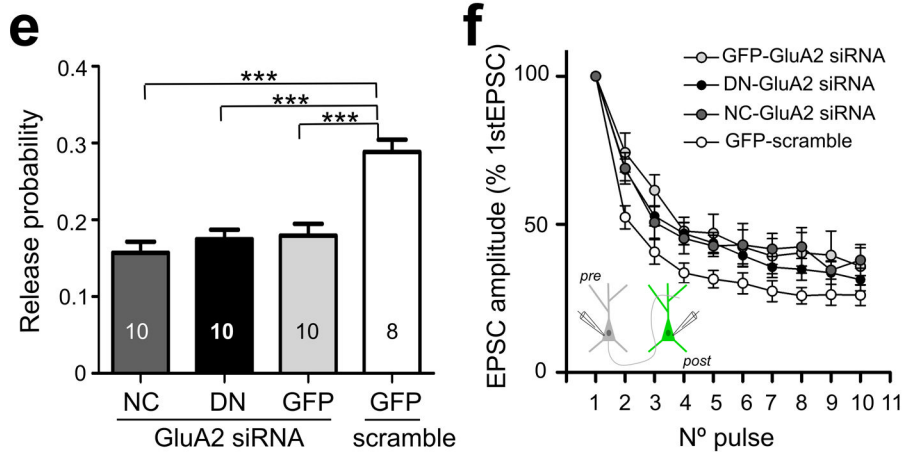 e
Release probability
0.4
0.3
0.2
0.1
0
***
***
***
10
10
10
8
NC DN GFP GFP
GluA2 siRNA scramble
f
EPSC amplitude (% 1stEPSC)
100
50
0
GFP-GluA2 siRNA
DN-GluA2 siRNA
NC-GluA2 siRNA
GFP-scramble
pre
post
1 2 3 4 5 6 7 8 9 10 11
Nº pulse